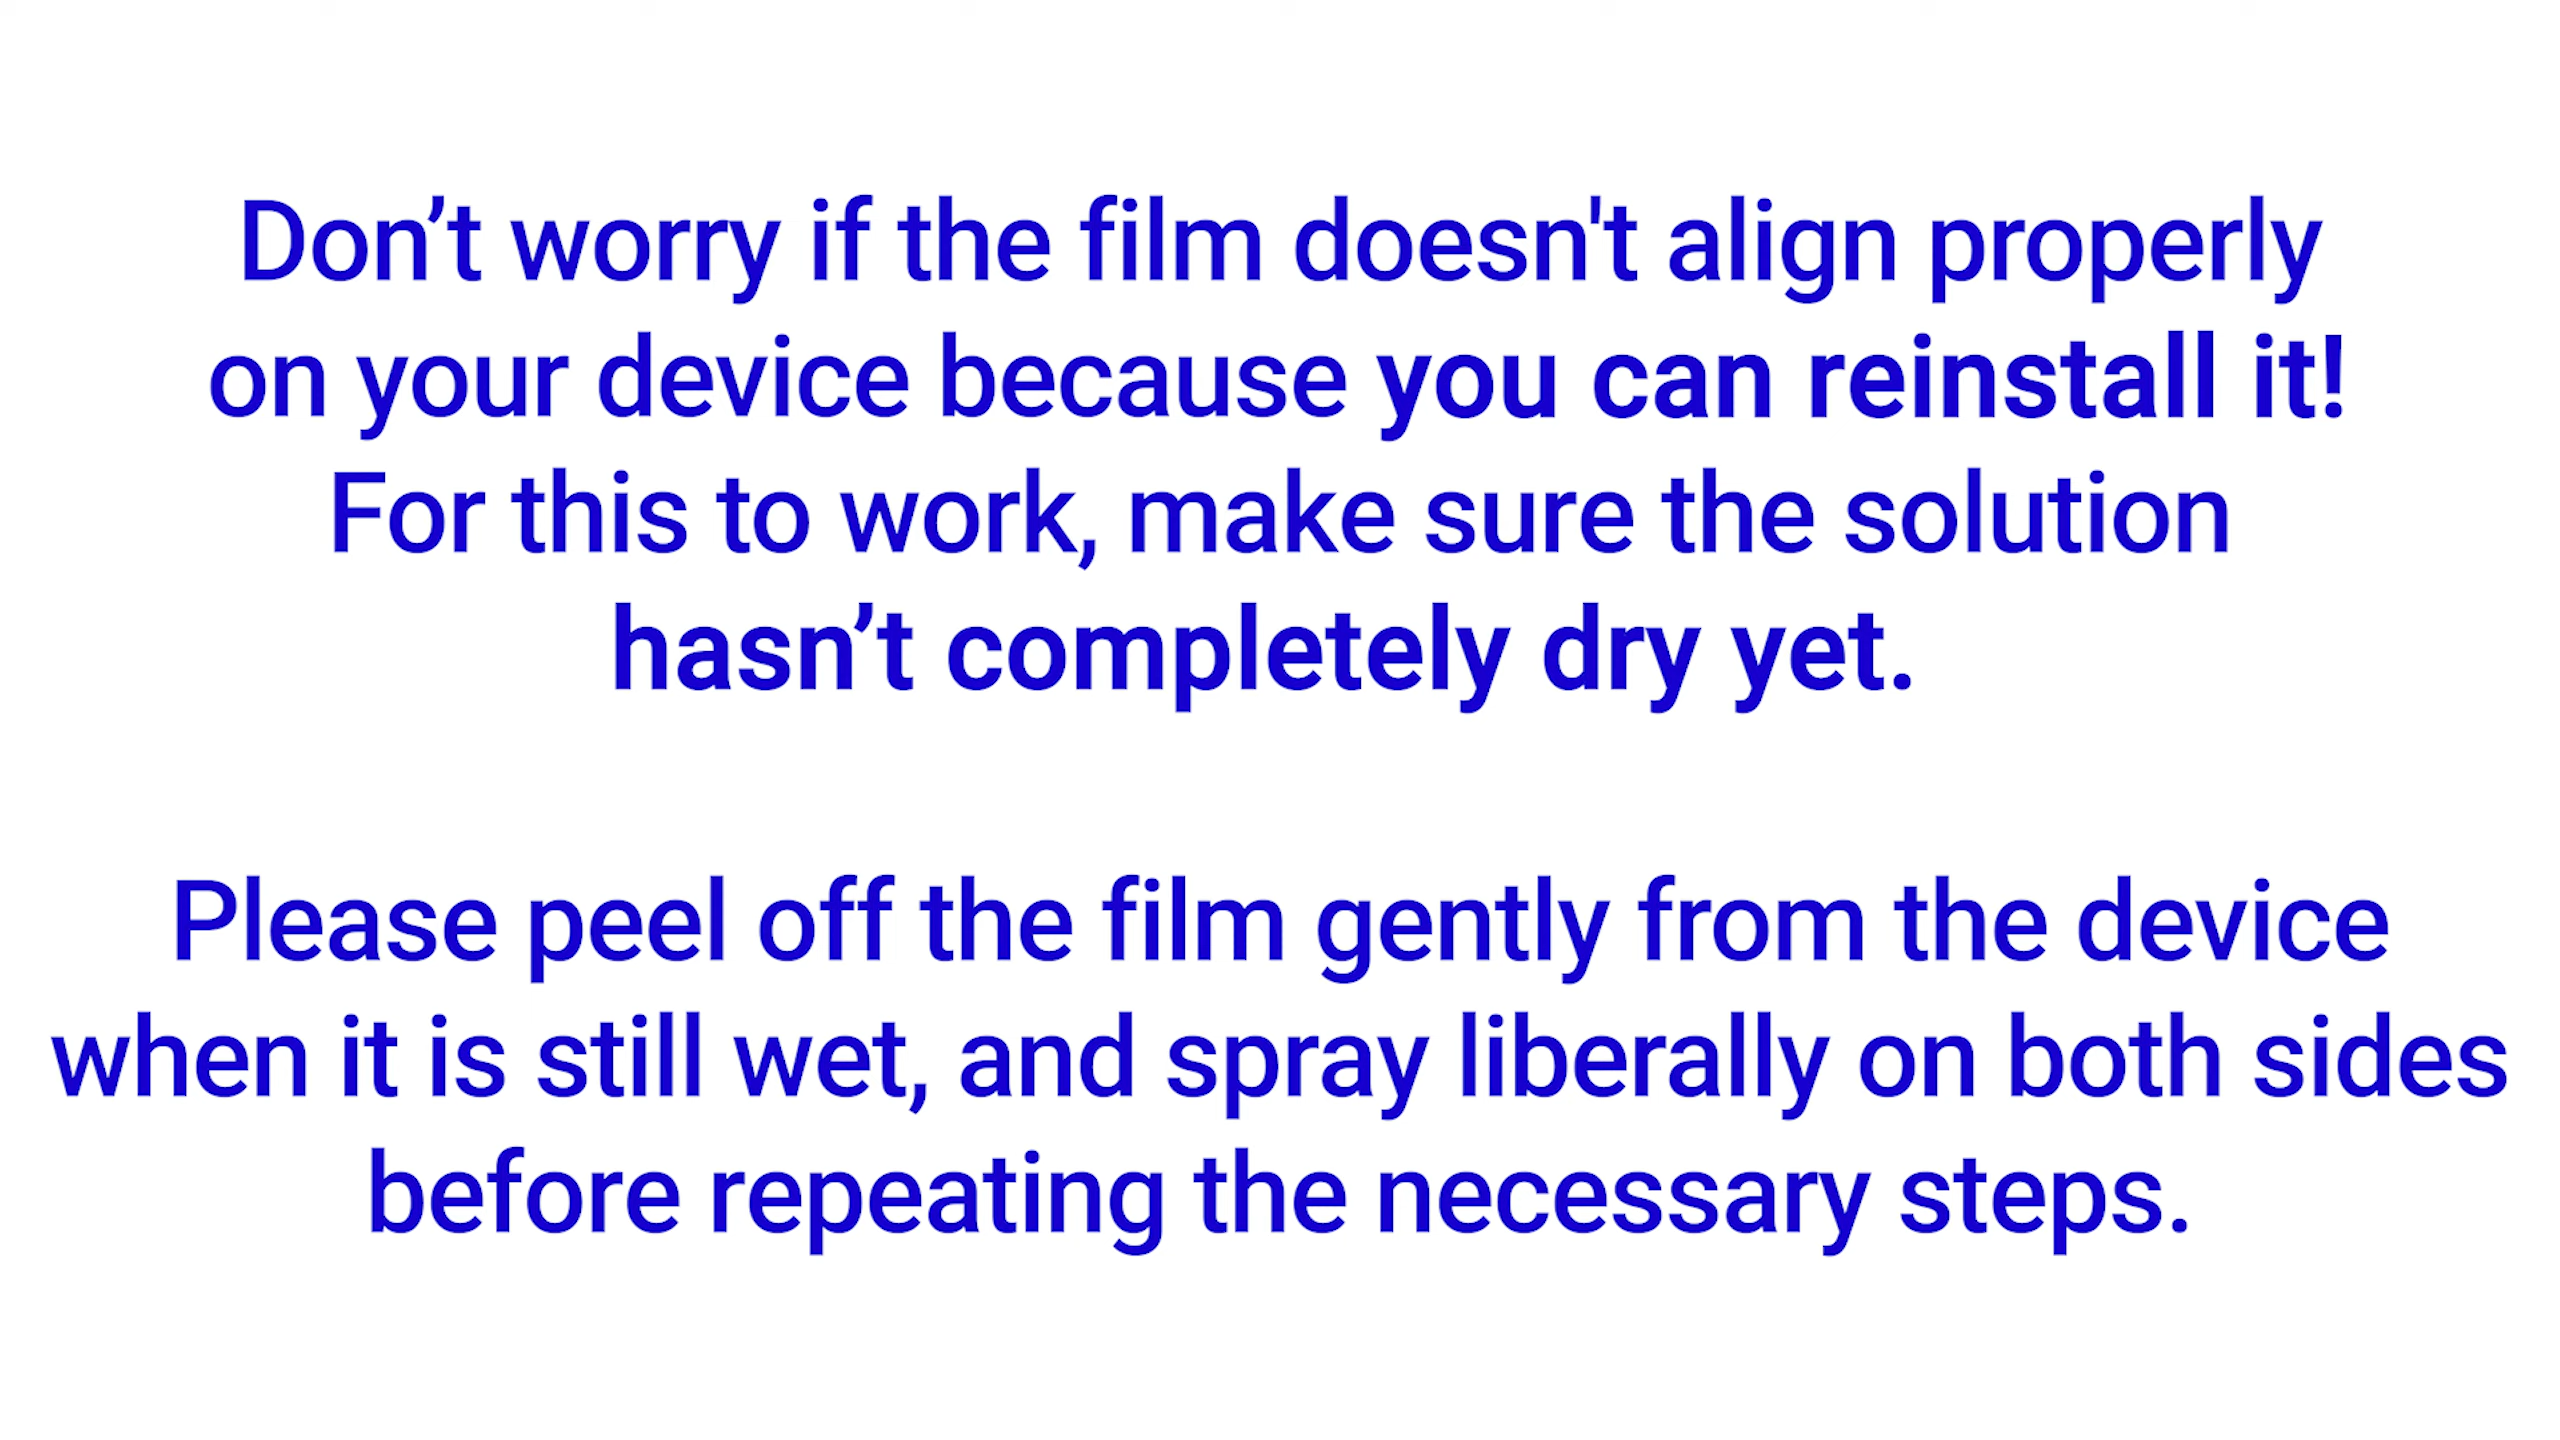 Don’t worry if the film doesn't align properly
on your device because you can reinstall it!
For this to work, make sure the solution
hasn’t completely dry yet.
Please peel off the film gently from the device
when it is still wet, and spray liberally on both sides
before repeating the necessary steps.